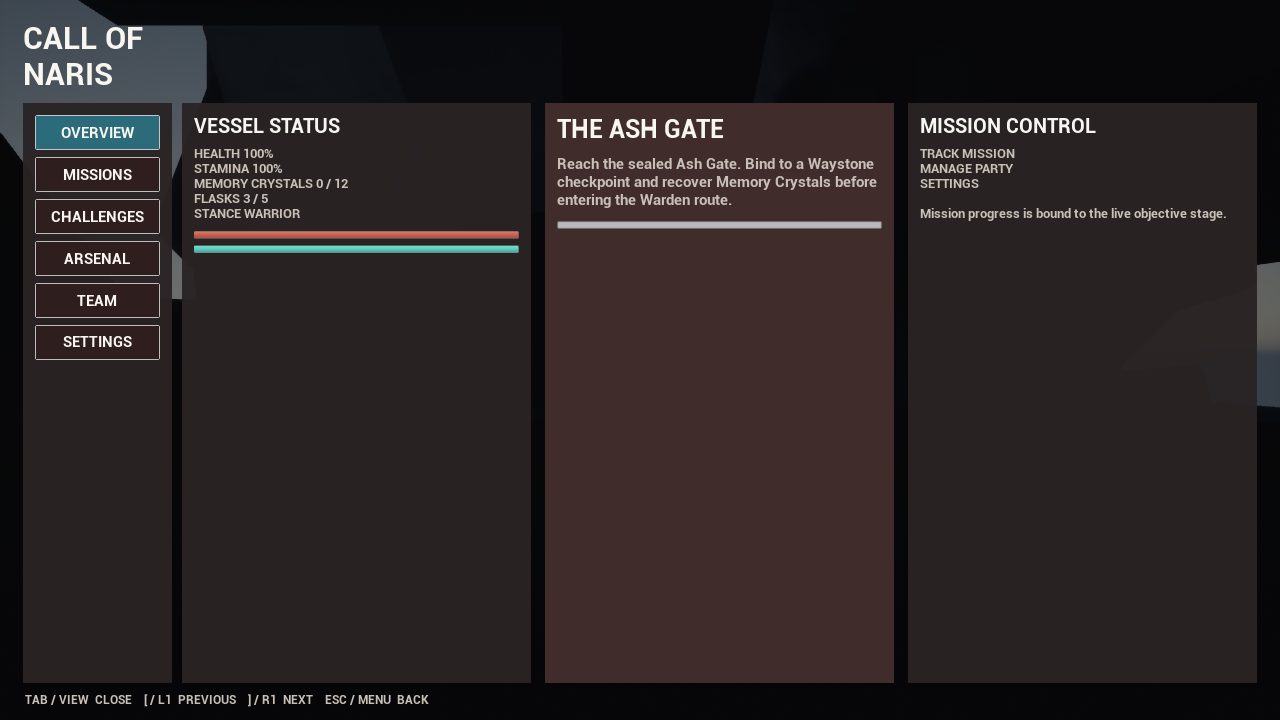 CALL OF
NARIS
OVERVIEW
MISSIONS
CHALLENGES
ARSENAL
TEAM
SETTINGS
VESSEL STATUS
HEALTH 100%
STAMINA 100%
MEMORY CRYSTALS 0 / 12
FLASKS 3 / 5
STANCE WARRIOR
THE ASH GATE
Reach the sealed Ash Gate. Bind to a Waystone
checkpoint and recover Memory Crystals before
entering the Warden route.
MISSION CONTROL
TRACK MISSION
MANAGE PARTY
SETTINGS
Mission progress is bound to the live objective stage.
TAB / VIEW CLOSE [ / L1 PREVIOUS ] / R1 NEXT ESC / MENU BACK